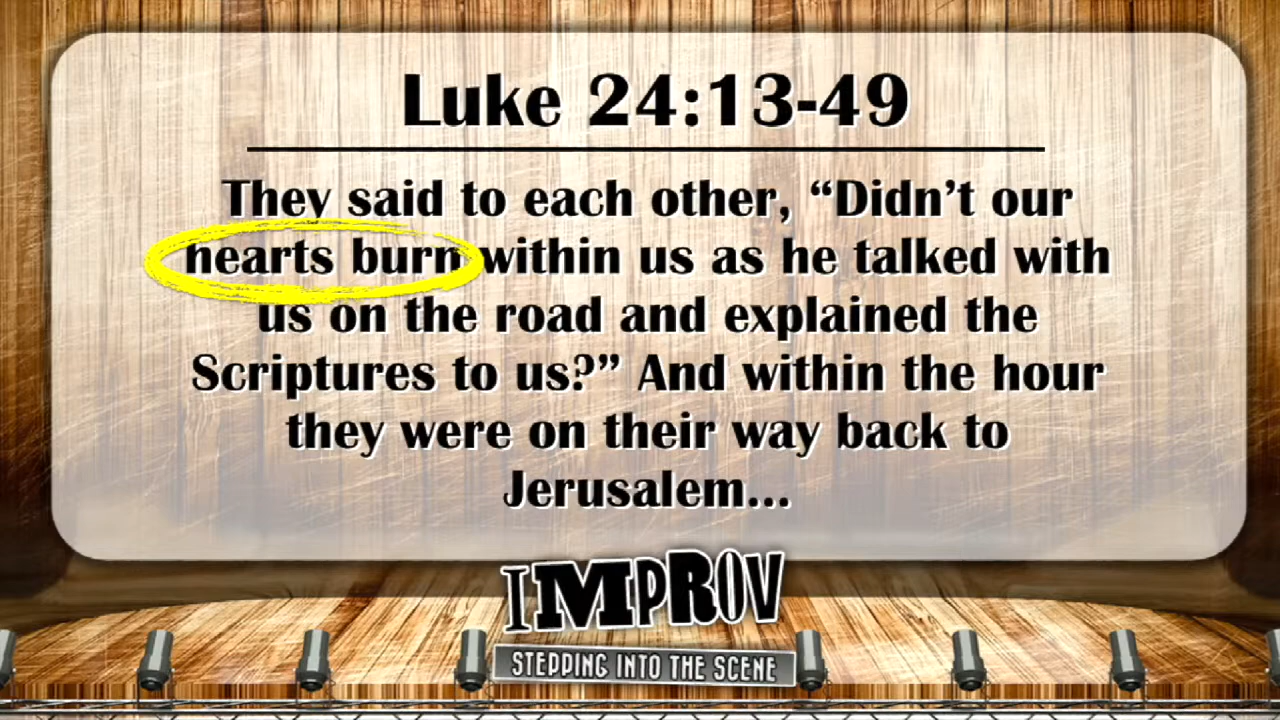 Luke 24:13-49
They said to each other, “Didn’t our
hearts burn within us as he talked with
us on the road and explained the
Scriptures to us?” And within the hour
they were on their way back to
Jerusalem...
IMPROV
STEPPING INTO THE SCENE